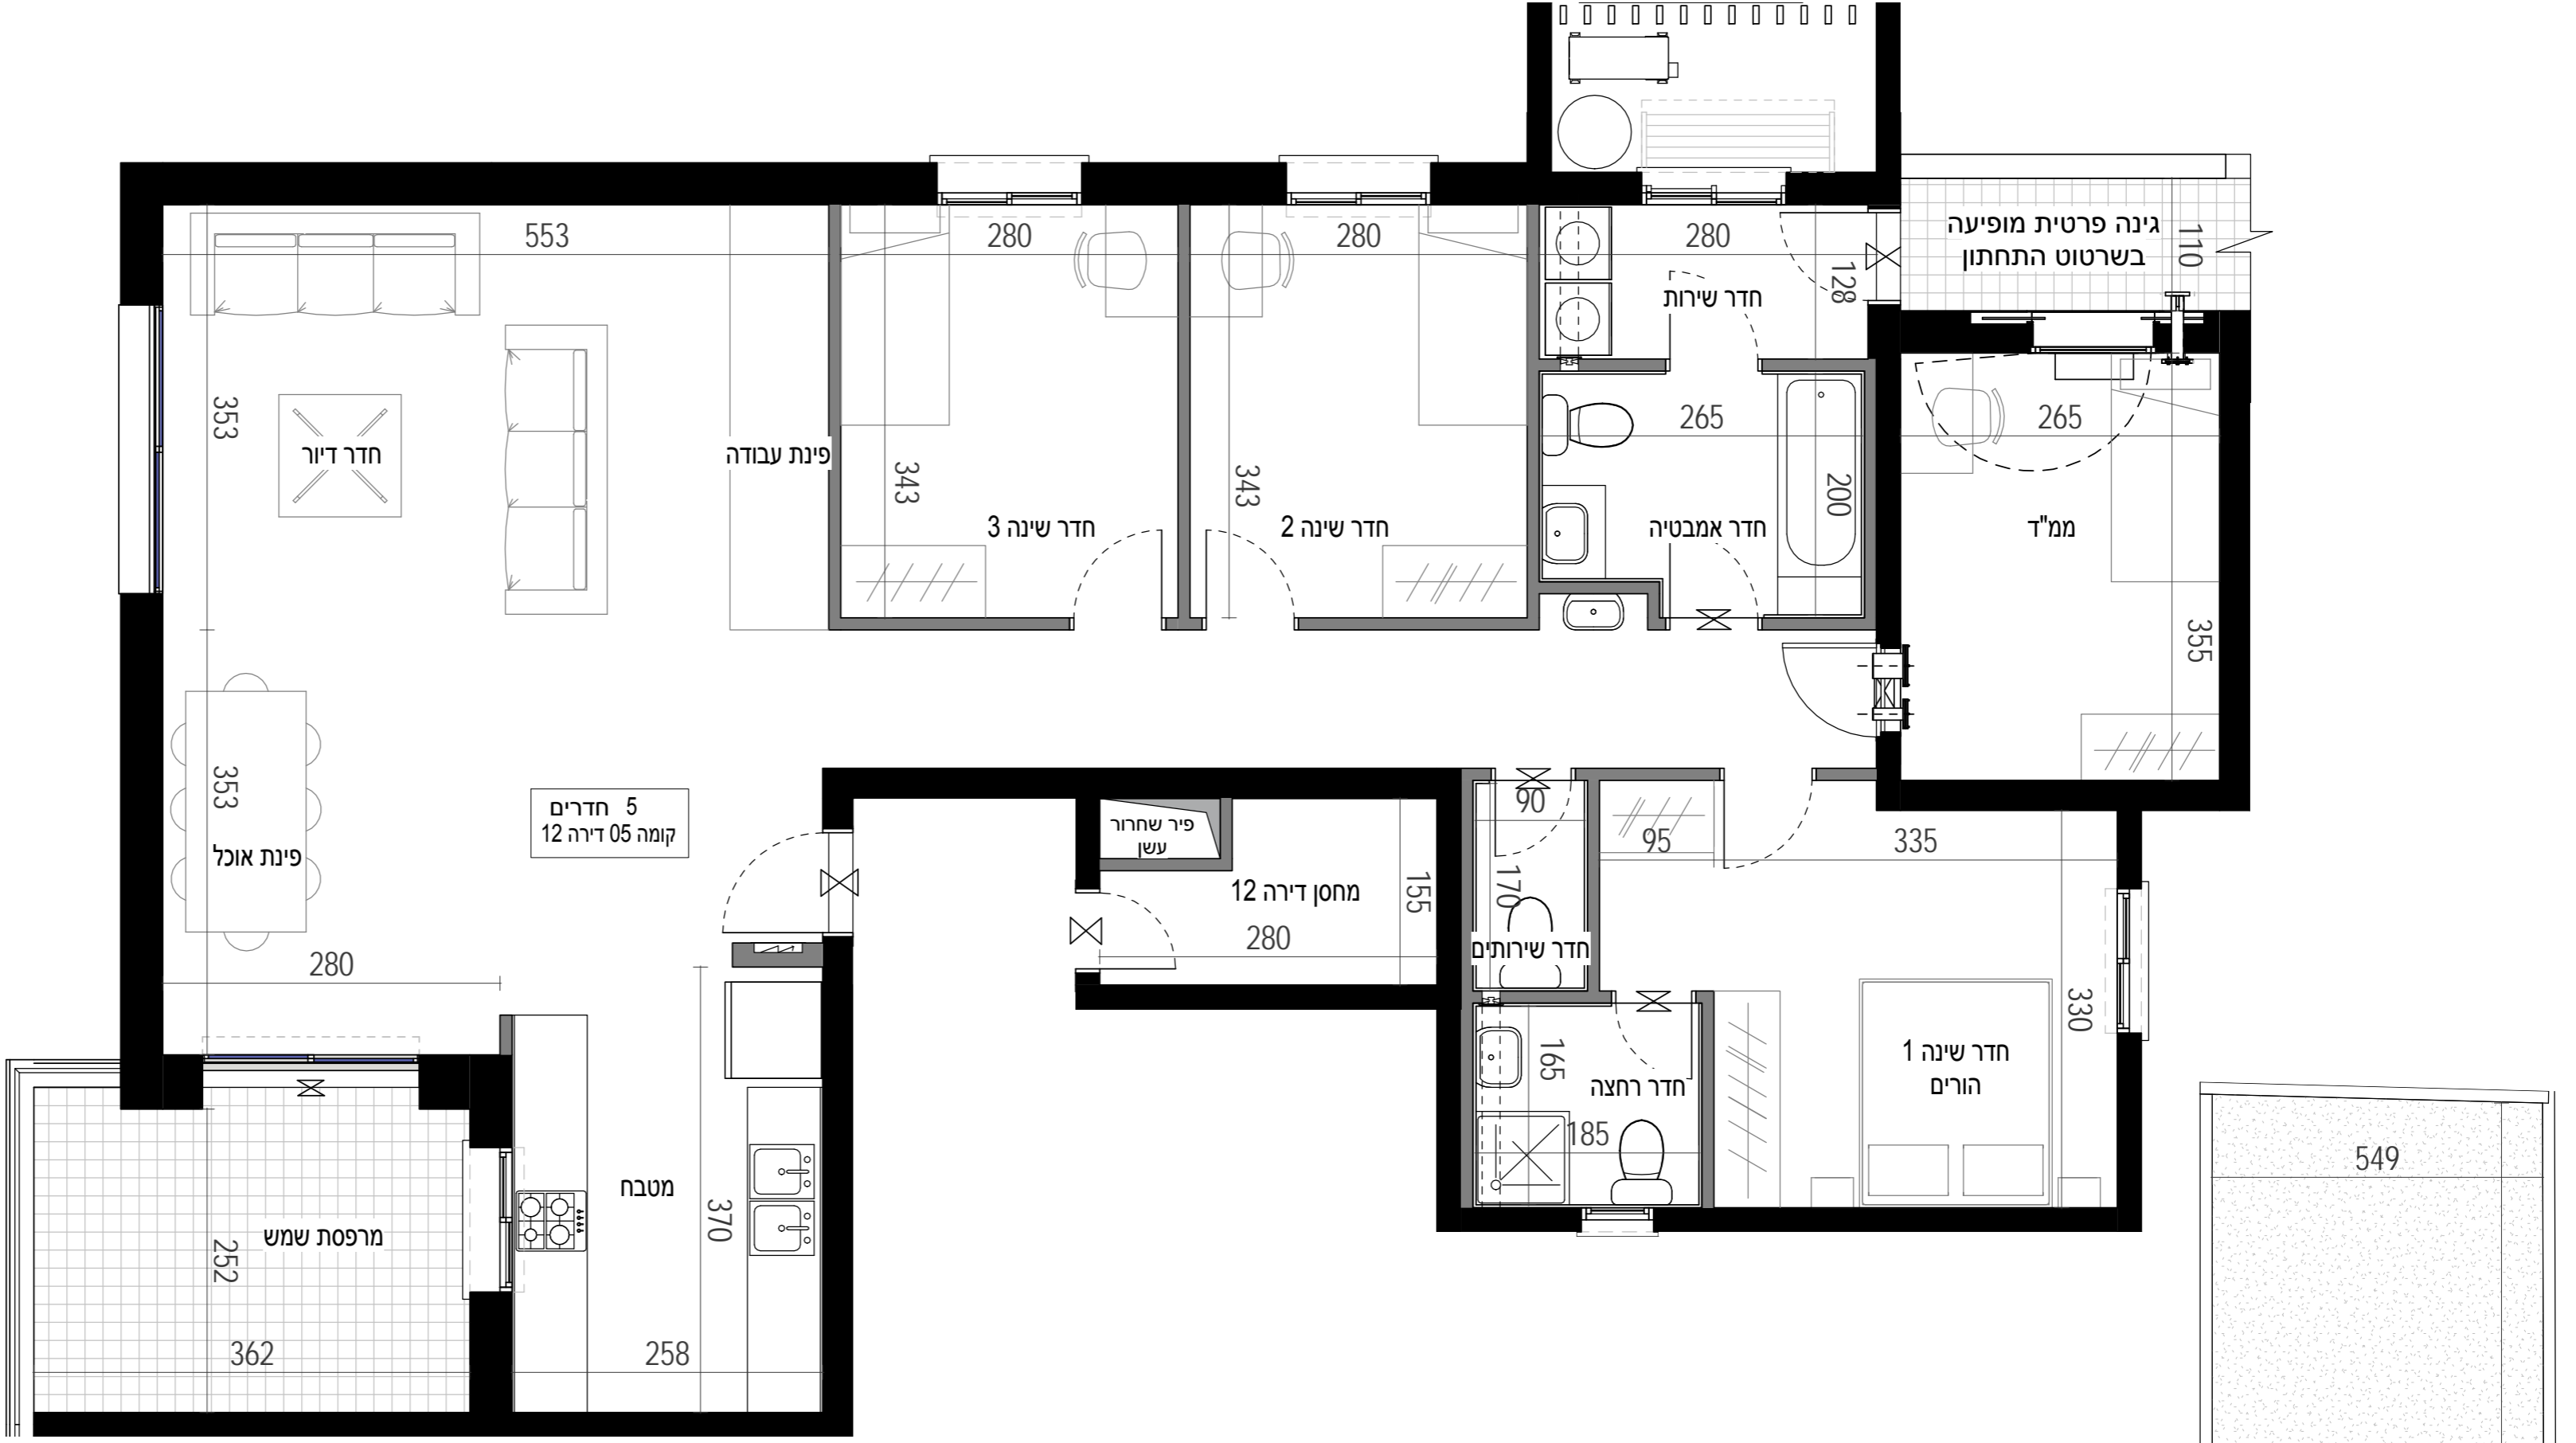 גינה פרטית מופיעה
בשרטוט התחתון
110
553
280
280
280
128
חדר שירות
353
חדר דיור
פינת עבודה
343
חדר שינה 3
343
חדר שינה 2
265
200
חדר אמבטיה
265
ממ"ד
355
353
פינת אוכל
5 חדרים
קומה 05 דירה 12
280
פיר שחרור
עשן
מחסן דירה 12
155
280
90
170
חדר שירותים
95
335
330
חדר שינה 1
הורים
165
חדר רחצה
185
מטבח
370
258
מרפסת שמש
252
362
549